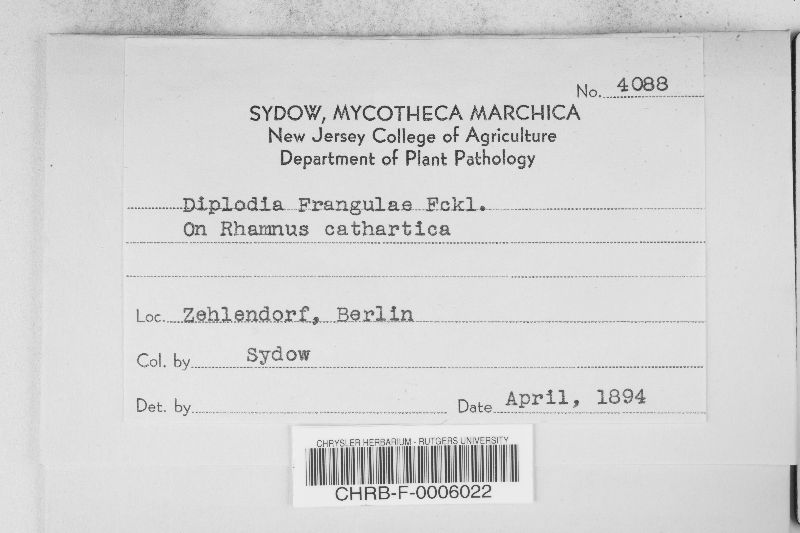 No. 4088
SYDOW, MYCOTHECA MARCHICA
New Jersey College of Agriculture
Department of Plant Pathology
Diplodia Frangulae Fckl.
On Rhamnus cathartica
Loc. Zehlendorf, Berlin
Col. by Sydow
Det. by Date April, 1894
CHRYSLER HERBARIUM - RUTGERS UNIVERSITY
CHRB-F-0006022